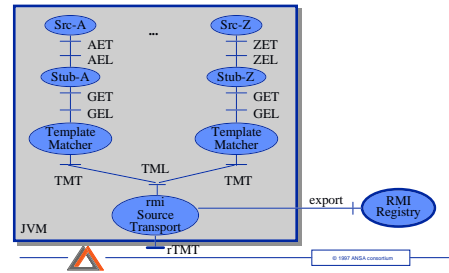 Src-A ... Src-Z
AET ZET
AEL ZEL
Stub-A Stub-Z
GET GET
GEL GEL
Template Matcher Template Matcher
TML
TMT TMT
rmi Source Transport
export
RMI Registry
JVM
rTMT
© 1997 ANSA consortium